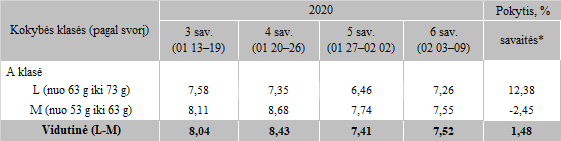 Kokybės klasės (pagal svorį) 2020 Pokytis, %
3 sav. (01 13–19) 4 sav. (01 20–26) 5 sav. (01 27–02 02) 6 sav. (02 03–09) savaitės*
A klasė
L (nuo 63 g iki 73 g) 7,58 7,35 6,46 7,26 12,38
M (nuo 53 g iki 63 g) 8,11 8,68 7,74 7,55 -2,45
Vidutinė (L-M) 8,04 8,43 7,41 7,52 1,48